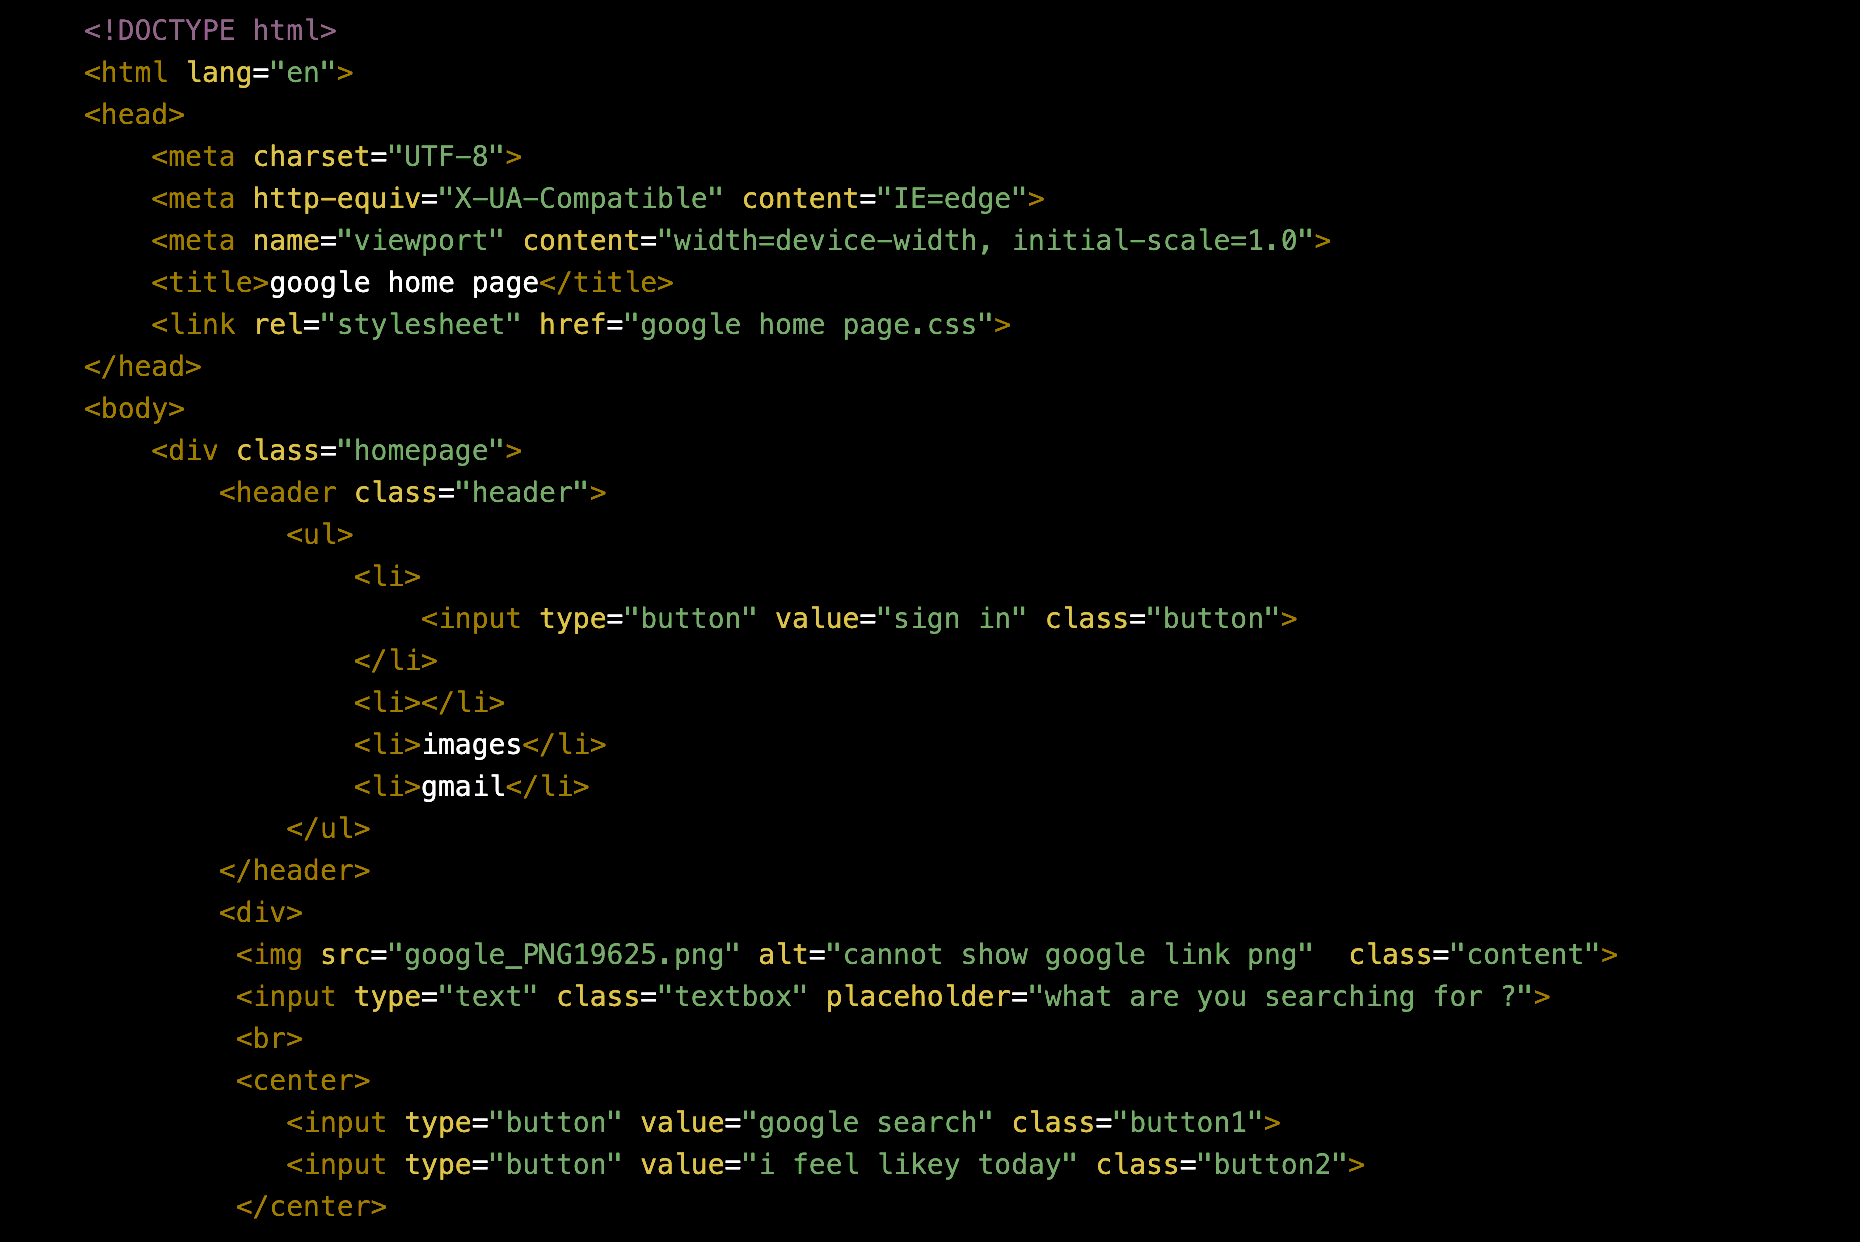 <!DOCTYPE html>
<html lang="en">
<head>
    <meta charset="UTF-8">
    <meta http-equiv="X-UA-Compatible" content="IE=edge">
    <meta name="viewport" content="width=device-width, initial-scale=1.0">
    <title>google home page</title>
    <link rel="stylesheet" href="google home page.css">
</head>
<body>
    <div class="homepage">
        <header class="header">
            <ul>
                <li>
                    <input type="button" value="sign in" class="button">
                </li>
                <li></li>
                <li>images</li>
                <li>gmail</li>
            </ul>
        </header>
        <div>
         <img src="google_PNG19625.png" alt="cannot show google link png"  class="content">
         <input type="text" class="textbox" placeholder="what are you searching for ?">
         <br>
         <center>
            <input type="button" value="google search" class="button1">
            <input type="button" value="i feel likey today" class="button2">
         </center>